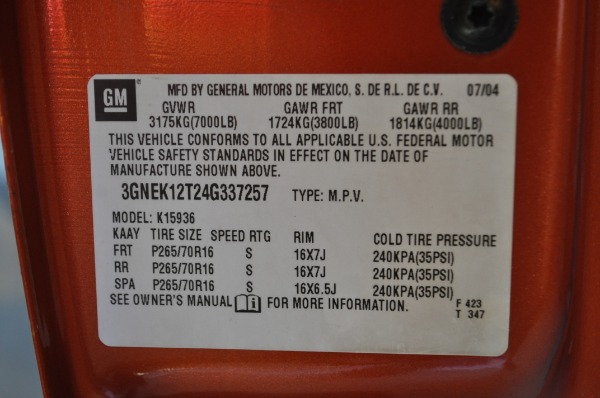 GM
MFD BY GENERAL MOTORS DE MEXICO, S. DE R.L. DE C.V. 07/04
GVWR GAWR FRT GAWR RR
3175KG(7000LB) 1724KG(3800LB) 1814KG(4000LB)
THIS VEHICLE CONFORMS TO ALL APPLICABLE U.S. FEDERAL MOTOR
VEHICLE SAFETY STANDARDS IN EFFECT ON THE DATE OF
MANUFACTURE SHOWN ABOVE.
3GNEK12T24G337257 TYPE: M.P.V.
MODEL: K15936
KAAY TIRE SIZE SPEED RTG RIM COLD TIRE PRESSURE
FRT P265/70R16 S 16X7J 240KPA(35PSI)
RR P265/70R16 S 16X7J 240KPA(35PSI)
SPA P265/70R16 S 16X6.5J 240KPA(35PSI)
SEE OWNER'S MANUAL FOR MORE INFORMATION. F 423
T 347